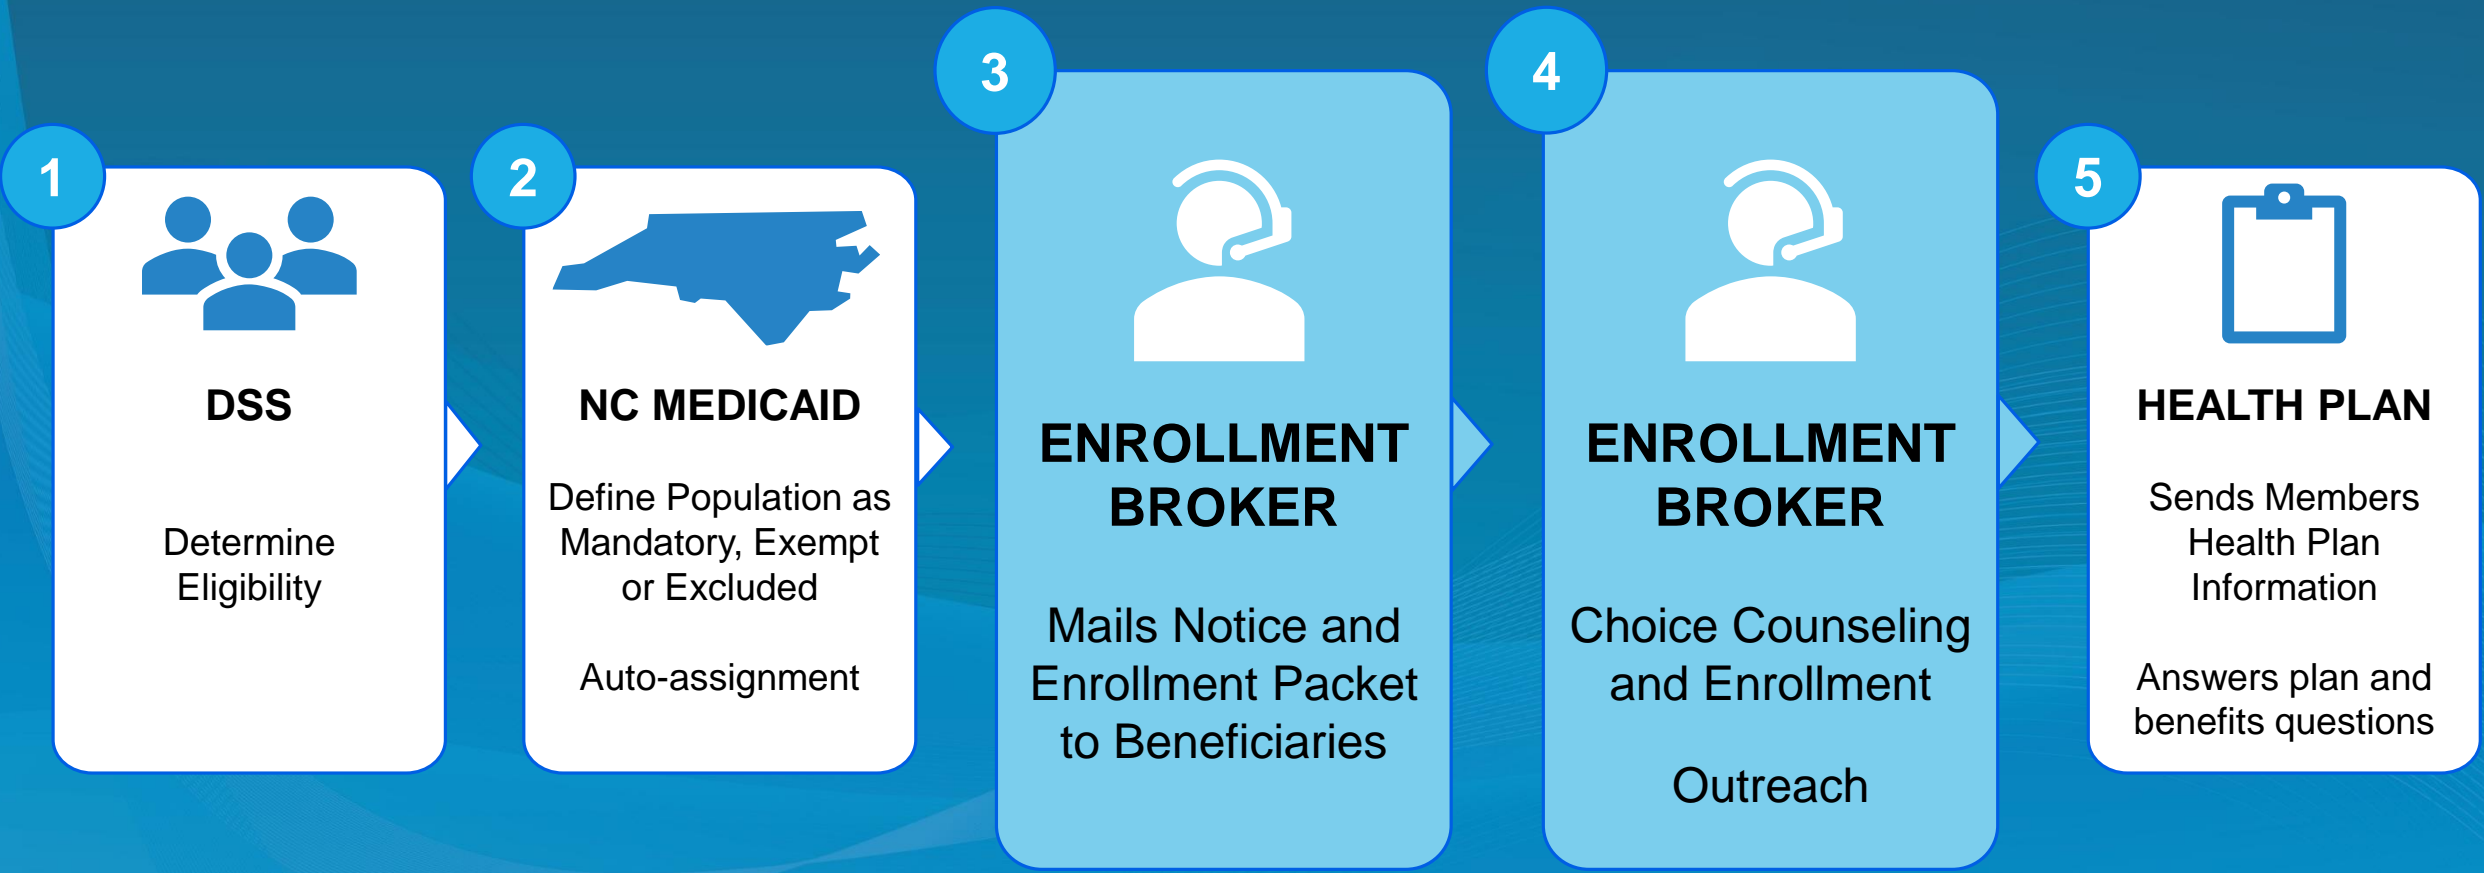 1
DSS
Determine
Eligibility
2
NC MEDICAID
Define Population as
Mandatory, Exempt
or Excluded
Auto-assignment
3
ENROLLMENT
BROKER
Mails Notice and
Enrollment Packet
to Beneficiaries
4
ENROLLMENT
BROKER
Choice Counseling
and Enrollment
Outreach
5
HEALTH PLAN
Sends Members
Health Plan
Information
Answers plan and
benefits questions